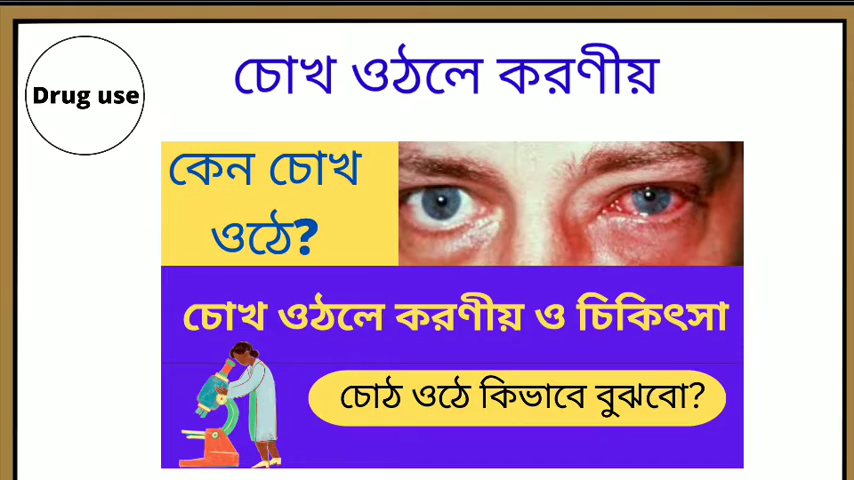 চোখ ওঠলে করণীয়
Drug use
কেন চোখ
ওঠে?
চোখ ওঠলে করণীয় ও চিকিৎসা
চোঠ ওঠে কিভাবে বুঝবো?